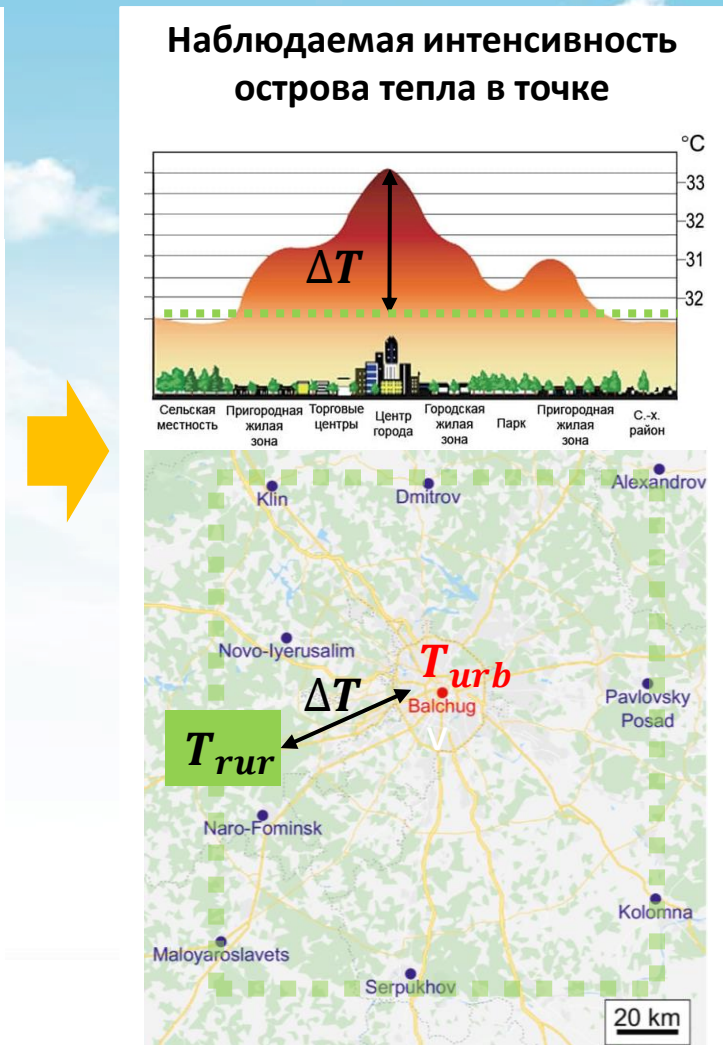 Наблюдаемая интенсивность
острова тепла в точке
°C
33
32
ΔT
31
32
Сельская
местность
Пригородная
жилая
зона
Торговые
центры
Центр
города
Городская
жилая
зона
Парк
Пригородная
жилая
зона
С.-х.
район
Klin
Dmitrov
Alexandrov
Novo-Iyerusalim
T_urb
ΔT
Balchug
Pavlovsky
Posad
T_rur
Naro-Fominsk
Kolomna
Maloyaroslavets
Serpukhov
20 km